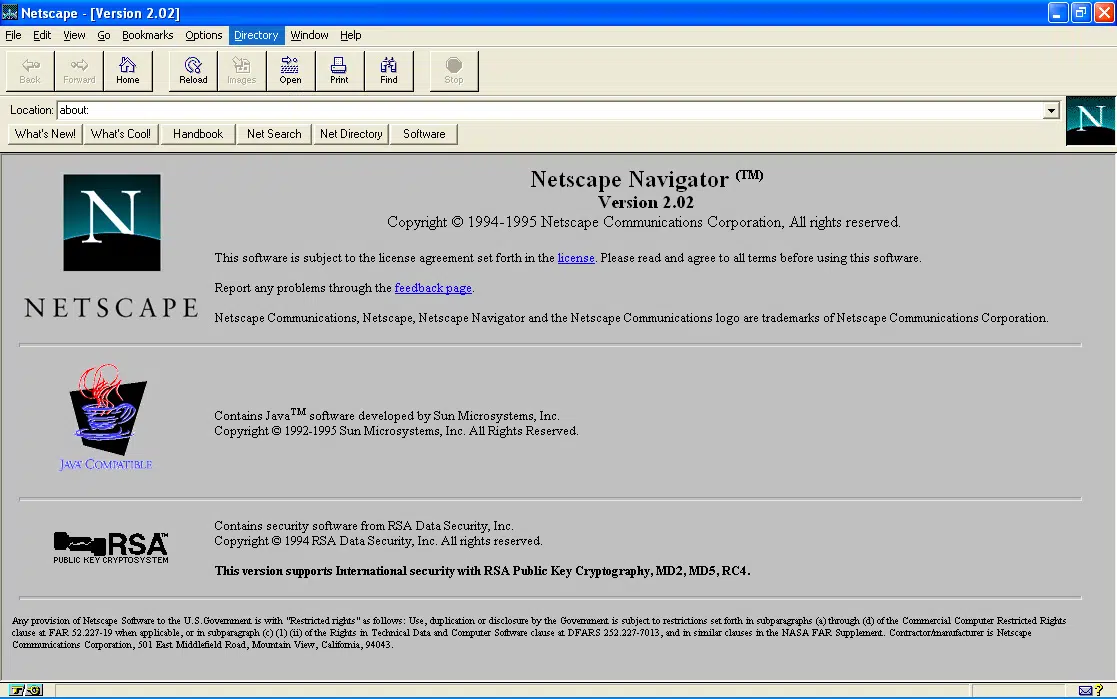 Netscape - [Version 2.02]
File Edit View Go Bookmarks Options Directory Window Help
Back Forward Home Reload Images Open Print Find Stop
Location: about:
N
What's New! What's Cool! Handbook Net Search Net Directory Software
N
NETSCAPE
Netscape Navigator (TM)
Version 2.02
Copyright © 1994-1995 Netscape Communications Corporation, All rights reserved.
This software is subject to the license agreement set forth in the license. Please read and agree to all terms before using this software.
Report any problems through the feedback page.
Netscape Communications, Netscape, Netscape Navigator and the Netscape Communications logo are trademarks of Netscape Communications Corporation.
JAVA COMPATIBLE
Contains Java™ software developed by Sun Microsystems, Inc.
Copyright © 1992-1995 Sun Microsystems, Inc. All Rights Reserved.
RSA™
PUBLIC KEY CRYPTOSYSTEM
Contains security software from RSA Data Security, Inc.
Copyright © 1994 RSA Data Security, Inc. All rights reserved.
This version supports International security with RSA Public Key Cryptography, MD2, MD5, RC4.
Any provision of Netscape Software to the U.S.Government is with "Restricted rights" as follows: Use, duplication or disclosure by the Government is subject to restrictions set forth in subparagraphs (a) through (d) of the Commercial Computer Restricted Rights
clause at FAR 52.227-19 when applicable, or in subparagraph (c) (1) (ii) of the Rights in Technical Data and Computer Software clause at DFARS 252.227-7013, and in similar clauses in the NASA FAR Supplement. Contractor/manufacturer is Netscape
Communications Corporation, 501 East Middlefield Road, Mountain View, California, 94043.
?